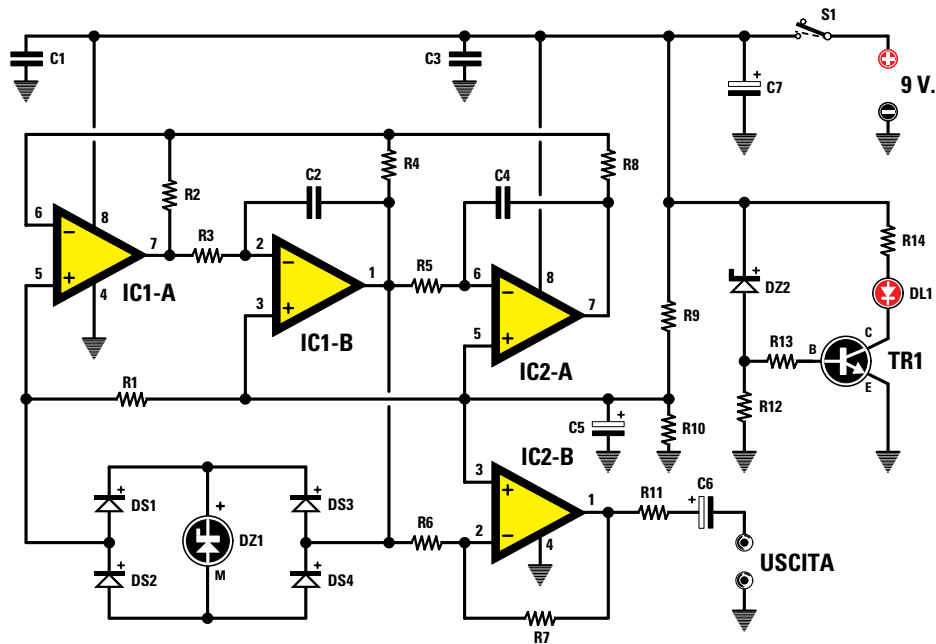 S1
C1
C3
C7
9 V.
R2
R4
C2
C4
R8
6
8
R3
2
R14
7
5
4
IC1-A
3
1
IC1-B
R5
6
8
7
5
IC2-A
R9
DZ2
DL1
R13
B
C
E
TR1
R1
C5
R10
R12
IC2-B
3
1
2
4
R11
C6
DS1
DS3
DZ1
M
DS2
DS4
R6
R7
USCITA